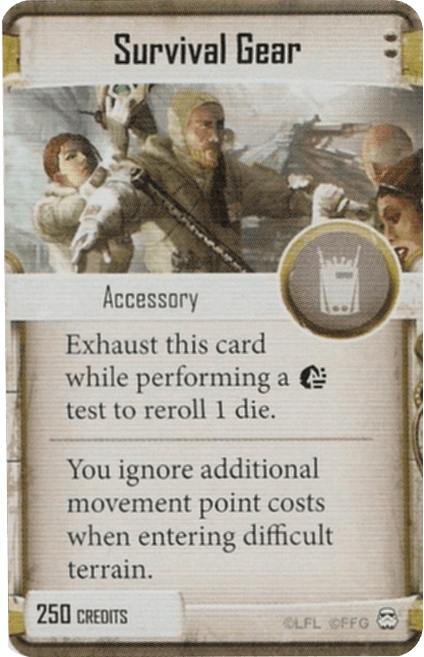 Survival Gear
Accessory
Exhaust this card
while performing a
test to reroll 1 die.
You ignore additional
movement point costs
when entering difficult
terrain.
250 CREDITS
©LFL ©FFG